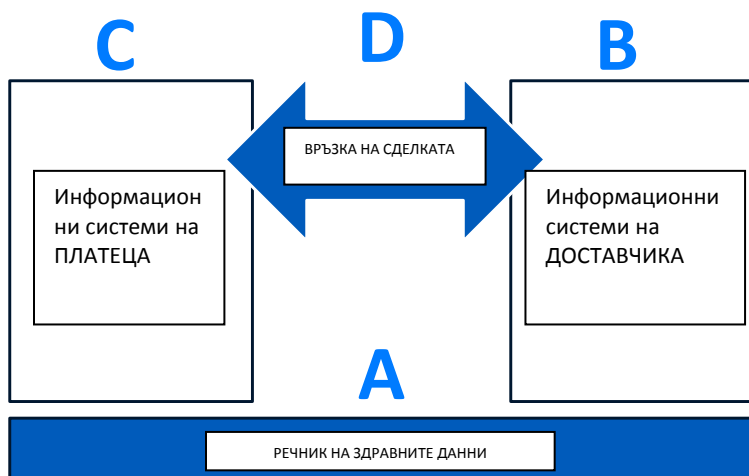 C
D
B
ВРЪЗКА НА СДЕЛКАТА
Информацион
ни системи на
ПЛАТЕЦА
Информационни
системи на
ДОСТАВЧИКА
A
РЕЧНИК НА ЗДРАВНИТЕ ДАННИ